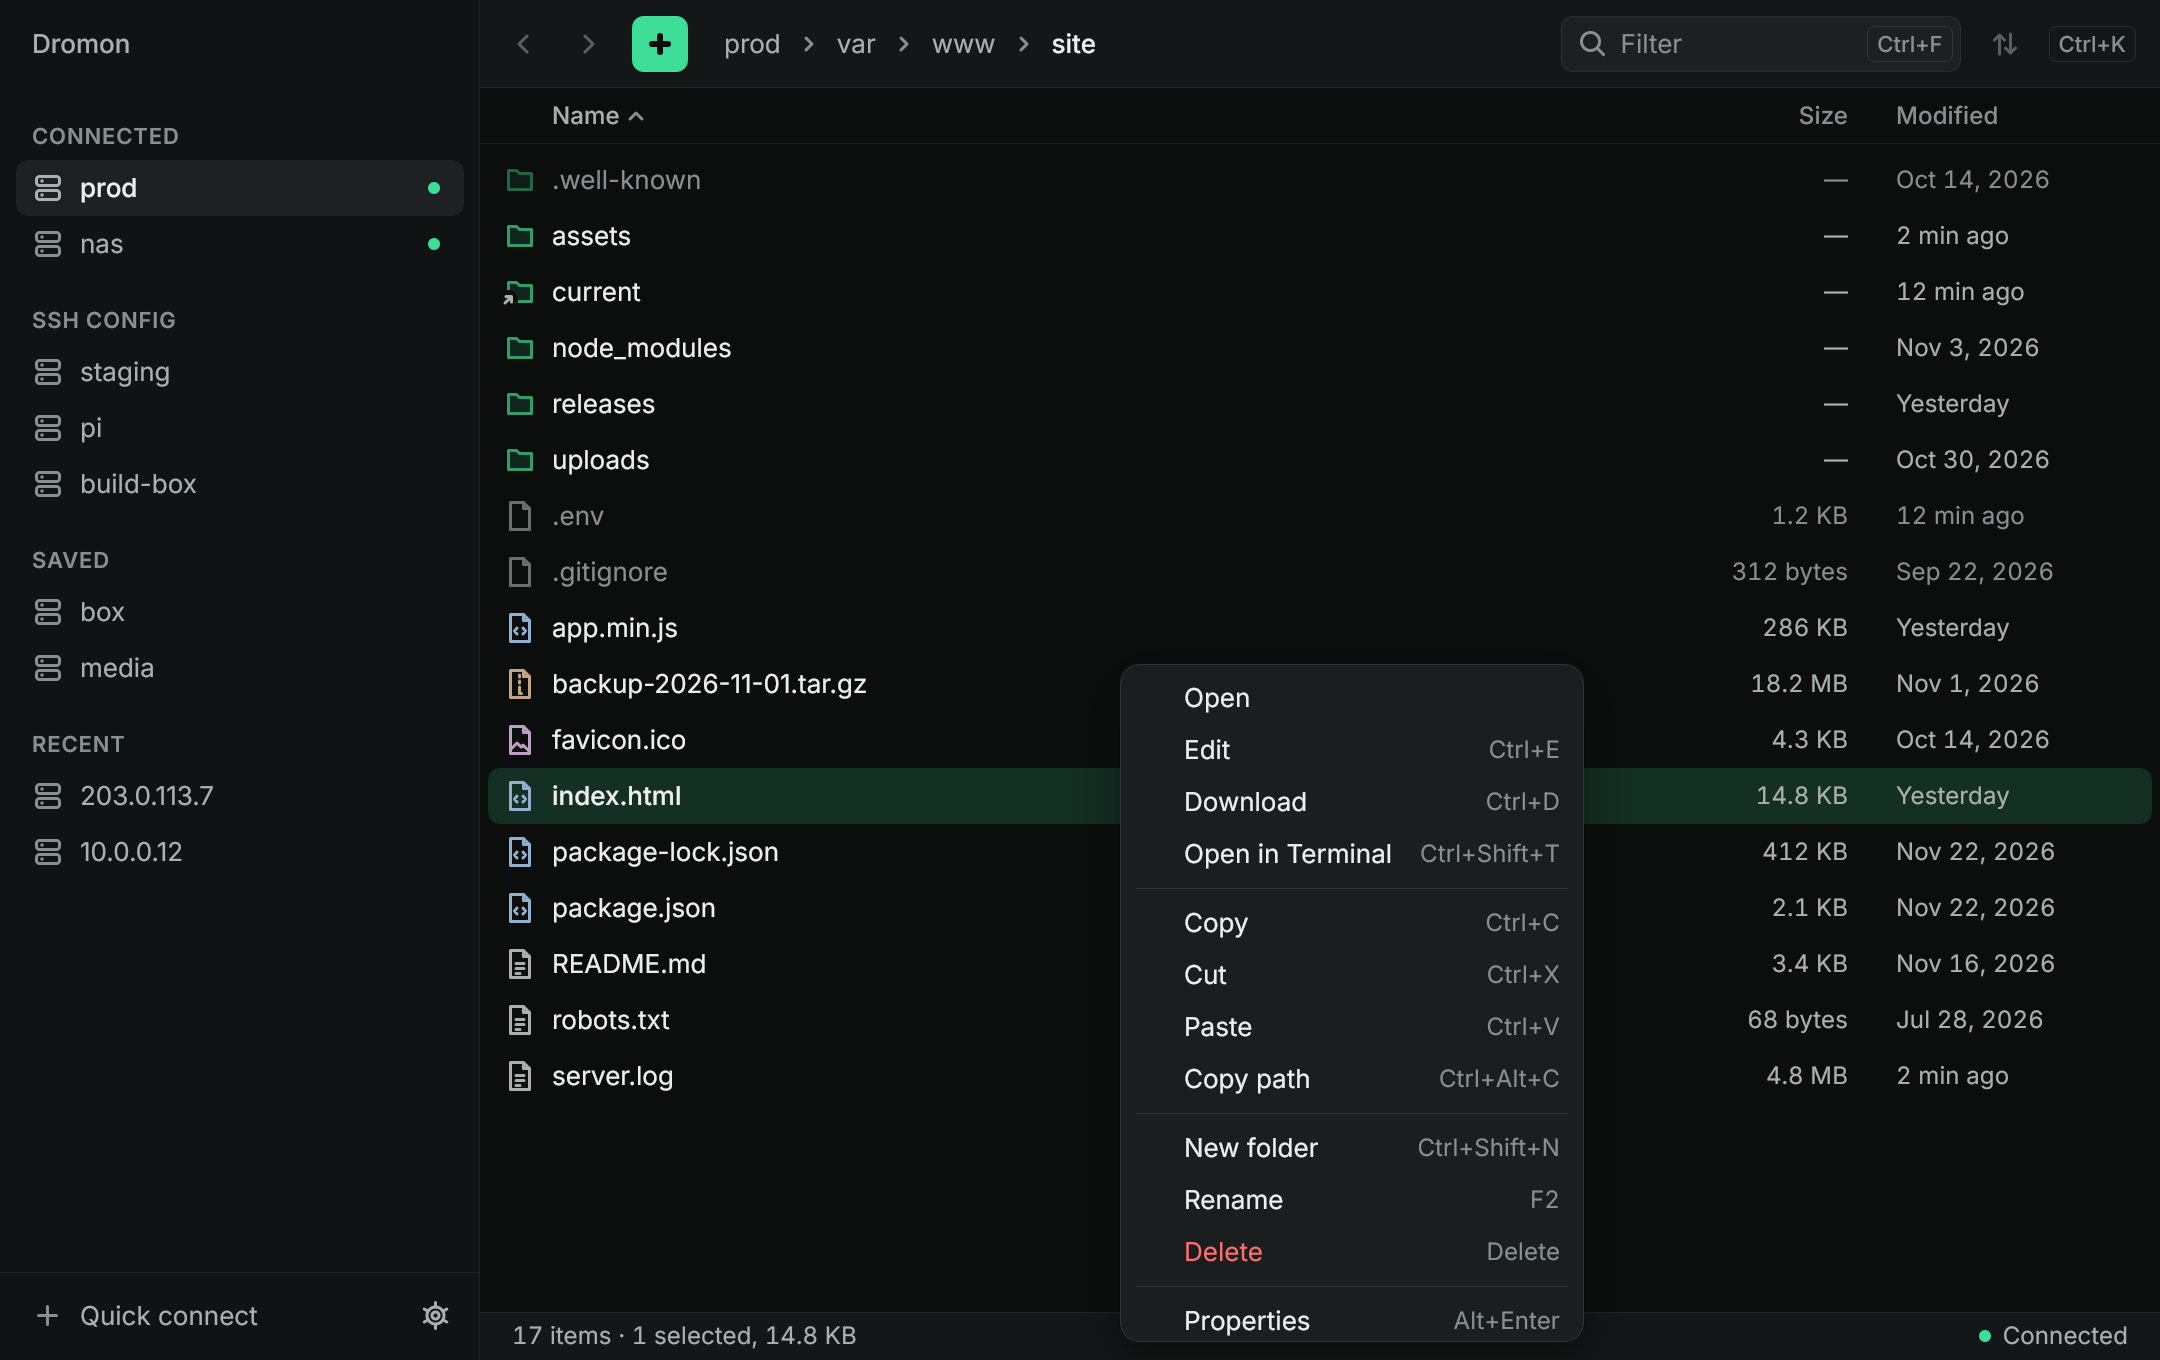 Dromon
CONNECTED
prod
nas
SSH CONFIG
staging
pi
build-box
SAVED
box
media
RECENT
203.0.113.7
10.0.0.12
Quick connect
prod var www site
Filter Ctrl+F Ctrl+K
Name Size Modified
.well-known — Oct 14, 2026
assets — 2 min ago
current — 12 min ago
node_modules — Nov 3, 2026
releases — Yesterday
uploads — Oct 30, 2026
.env 1.2 KB 12 min ago
.gitignore 312 bytes Sep 22, 2026
app.min.js 286 KB Yesterday
backup-2026-11-01.tar.gz 18.2 MB Nov 1, 2026
favicon.ico 4.3 KB Oct 14, 2026
index.html 14.8 KB Yesterday
package-lock.json 412 KB Nov 22, 2026
package.json 2.1 KB Nov 22, 2026
README.md 3.4 KB Nov 16, 2026
robots.txt 68 bytes Jul 28, 2026
server.log 4.8 MB 2 min ago
Open
Edit Ctrl+E
Download Ctrl+D
Open in Terminal Ctrl+Shift+T
Copy Ctrl+C
Cut Ctrl+X
Paste Ctrl+V
Copy path Ctrl+Alt+C
New folder Ctrl+Shift+N
Rename F2
Delete Delete
Properties Alt+Enter
17 items · 1 selected, 14.8 KB
Connected